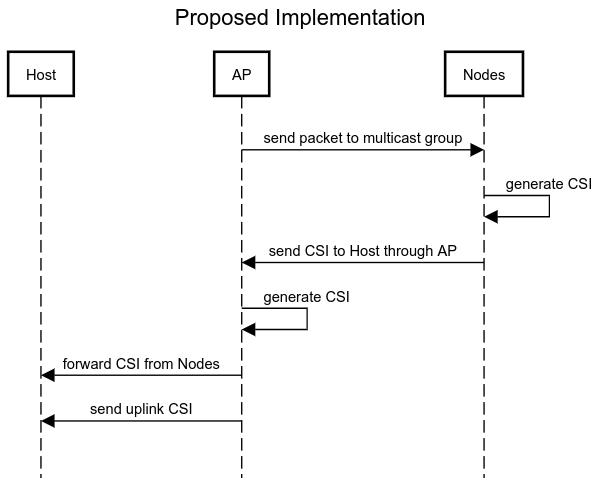 Proposed Implementation
Host
AP
Nodes
send packet to multicast group
generate CSI
send CSI to Host through AP
generate CSI
forward CSI from Nodes
send uplink CSI